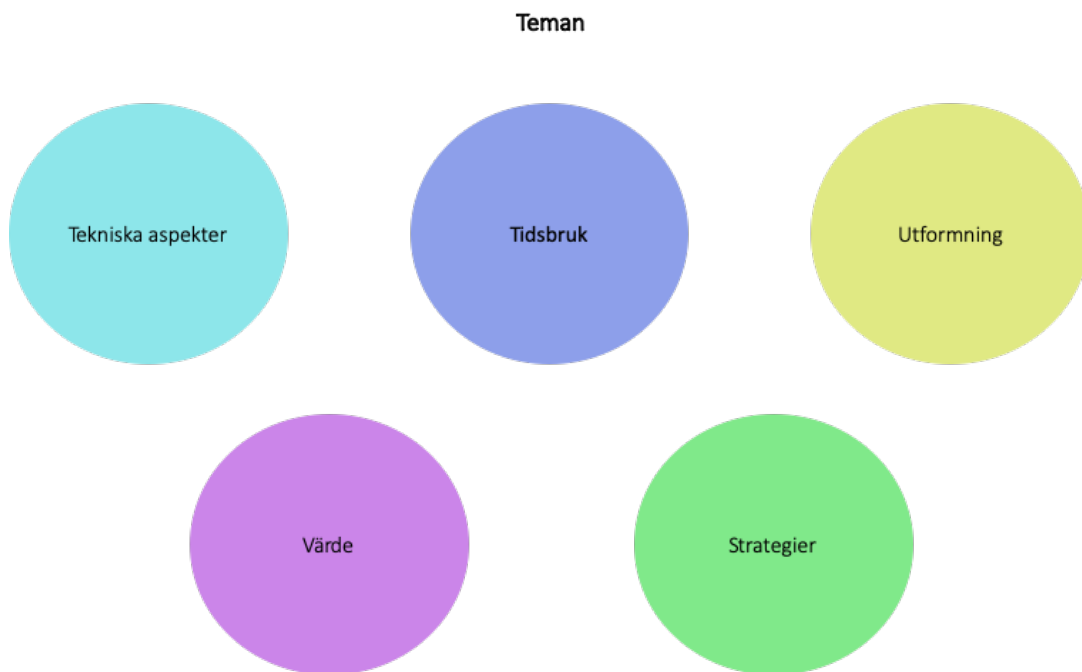 Teman
Tekniska aspekter
Tidsbruk
Utformning
Värde
Strategier